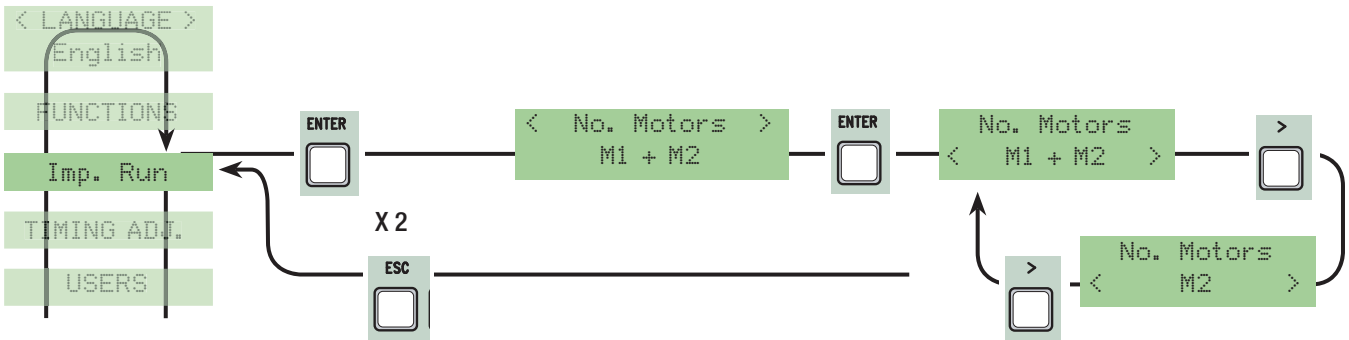 < LANGUAGE >
English
FUNCTIONS
Imp. Run
TIMING ADJ.
USERS
ENTER
< No. Motors >
M1 + M2
ENTER
No. Motors
< M1 + M2 >
>
X 2
ESC
>
No. Motors
< M2 >